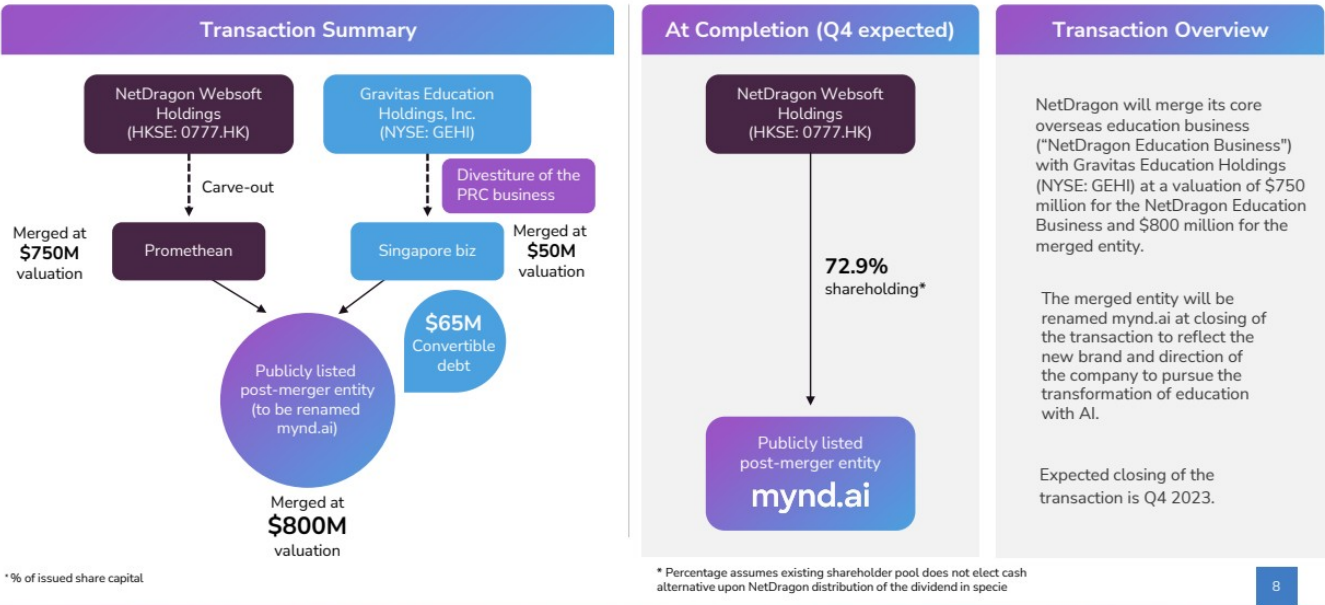 Transaction Summary
NetDragon Websoft
Holdings
(HKSE: 0777.HK)
Gravitas Education
Holdings, Inc.
(NYSE: GEHI)
Carve-out
Divestiture of the
PRC business
Merged at
$750M
valuation
Promethean
Singapore biz
Merged at
$50M
valuation
$65M
Convertible
debt
Publicly listed
post-merger entity
(to be renamed
mynd.ai)
Merged at
$800M
valuation
*% of issued share capital
At Completion (Q4 expected)
NetDragon Websoft
Holdings
(HKSE: 0777.HK)
72.9%
shareholding*
Publicly listed
post-merger entity
mynd.ai
* Percentage assumes existing shareholder pool does not elect cash
alternative upon NetDragon distribution of the dividend in specie
Transaction Overview
NetDragon will merge its core
overseas education business
(“NetDragon Education Business")
with Gravitas Education Holdings
(NYSE: GEHI) at a valuation of $750
million for the NetDragon Education
Business and $800 million for the
merged entity.
The merged entity will be
renamed mynd.ai at closing of
the transaction to reflect the
new brand and direction of
the company to pursue the
transformation of education
with AI.
Expected closing of the
transaction is Q4 2023.
8